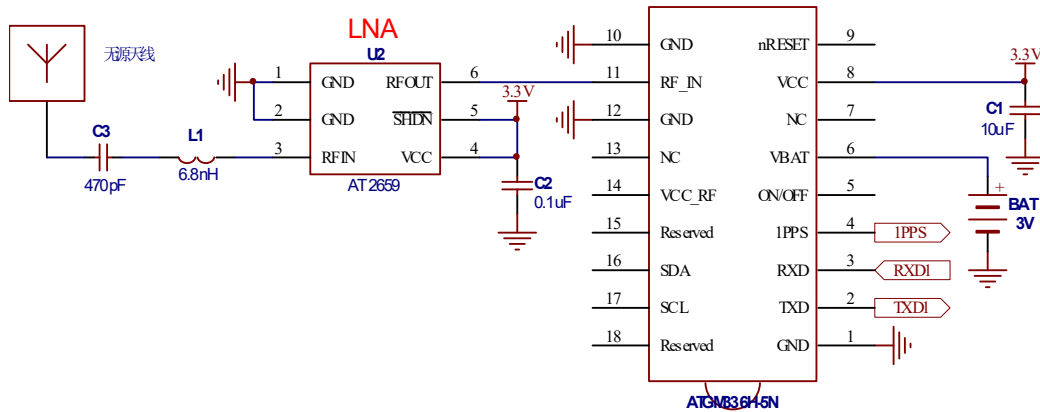 无源天线
C3
470pF
L1
6.8nH
LNA
U2
1 GND RFOUT 6
2 GND SHDN 5
3 RFIN VCC 4
AT2659
3.3V
C2
0.1uF
10 GND nRESET 9
11 RF_IN VCC 8
12 GND NC 7
13 NC VBAT 6
14 VCC_RF ON/OFF 5
15 Reserved 1PPS 4 1PPS
16 SDA RXD 3 RXD1
17 SCL TXD 2 TXD1
18 Reserved GND 1
ATGM336H-5N
3.3V
C1
10uF
+
BAT
3V